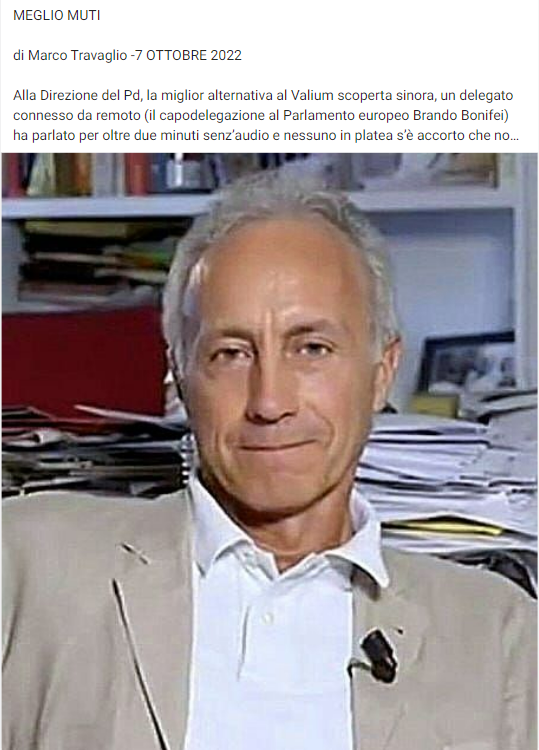 MEGLIO MUTI
di Marco Travaglio -7 OTTOBRE 2022
Alla Direzione del Pd, la miglior alternativa al Valium scoperta sinora, un delegato
connesso da remoto (il capodelegazione al Parlamento europeo Brando Bonifei)
ha parlato per oltre due minuti senz’audio e nessuno in platea s’è accorto che no...